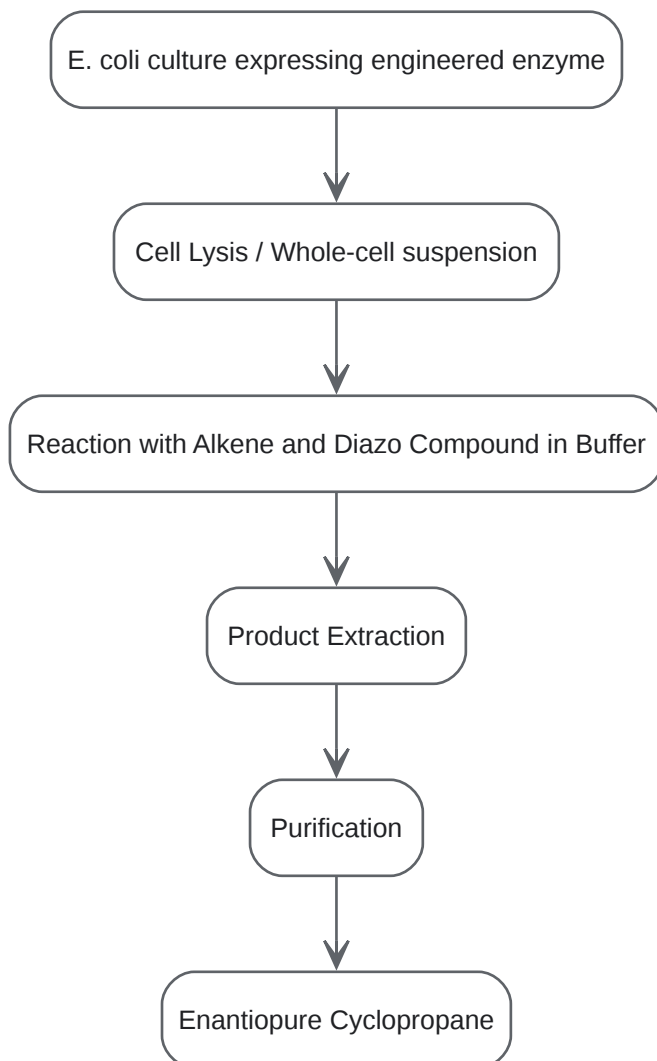 E. coli culture expressing engineered enzyme
Cell Lysis / Whole-cell suspension
Reaction with Alkene and Diazo Compound in Buffer
Product Extraction
Purification
Enantiopure Cyclopropane